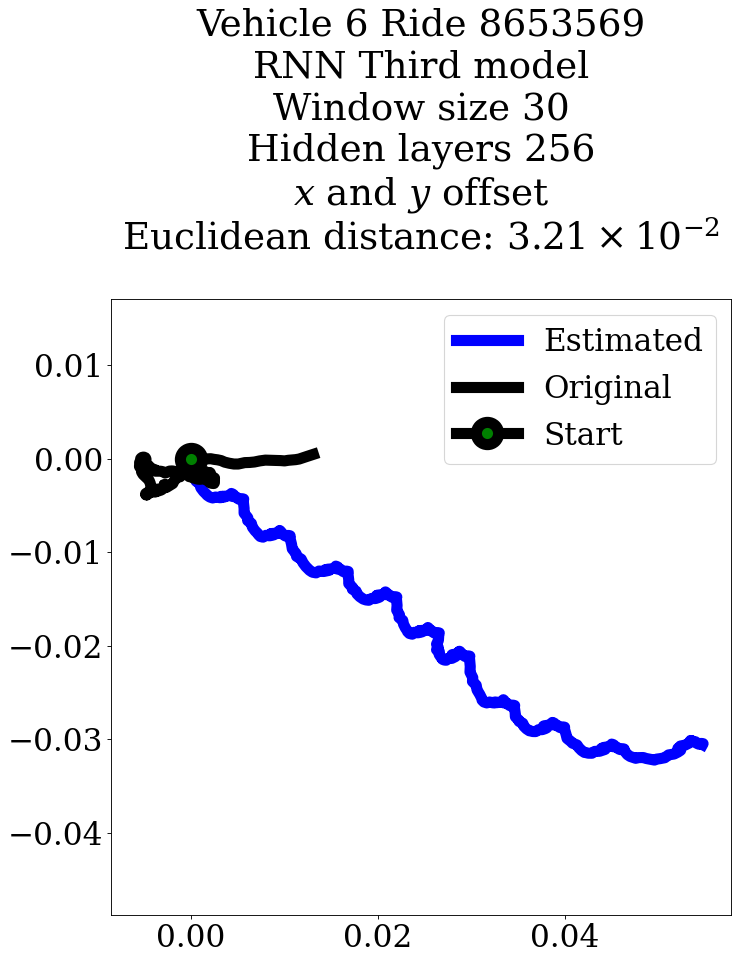 Vehicle 6 Ride 8653569
RNN Third model
Window size 30
Hidden layers 256
x and y offset
Euclidean distance: 3.21 × 10⁻²
Estimated
Original
Start
0.01
0.00
−0.01
−0.02
−0.03
−0.04
0.00 0.02 0.04